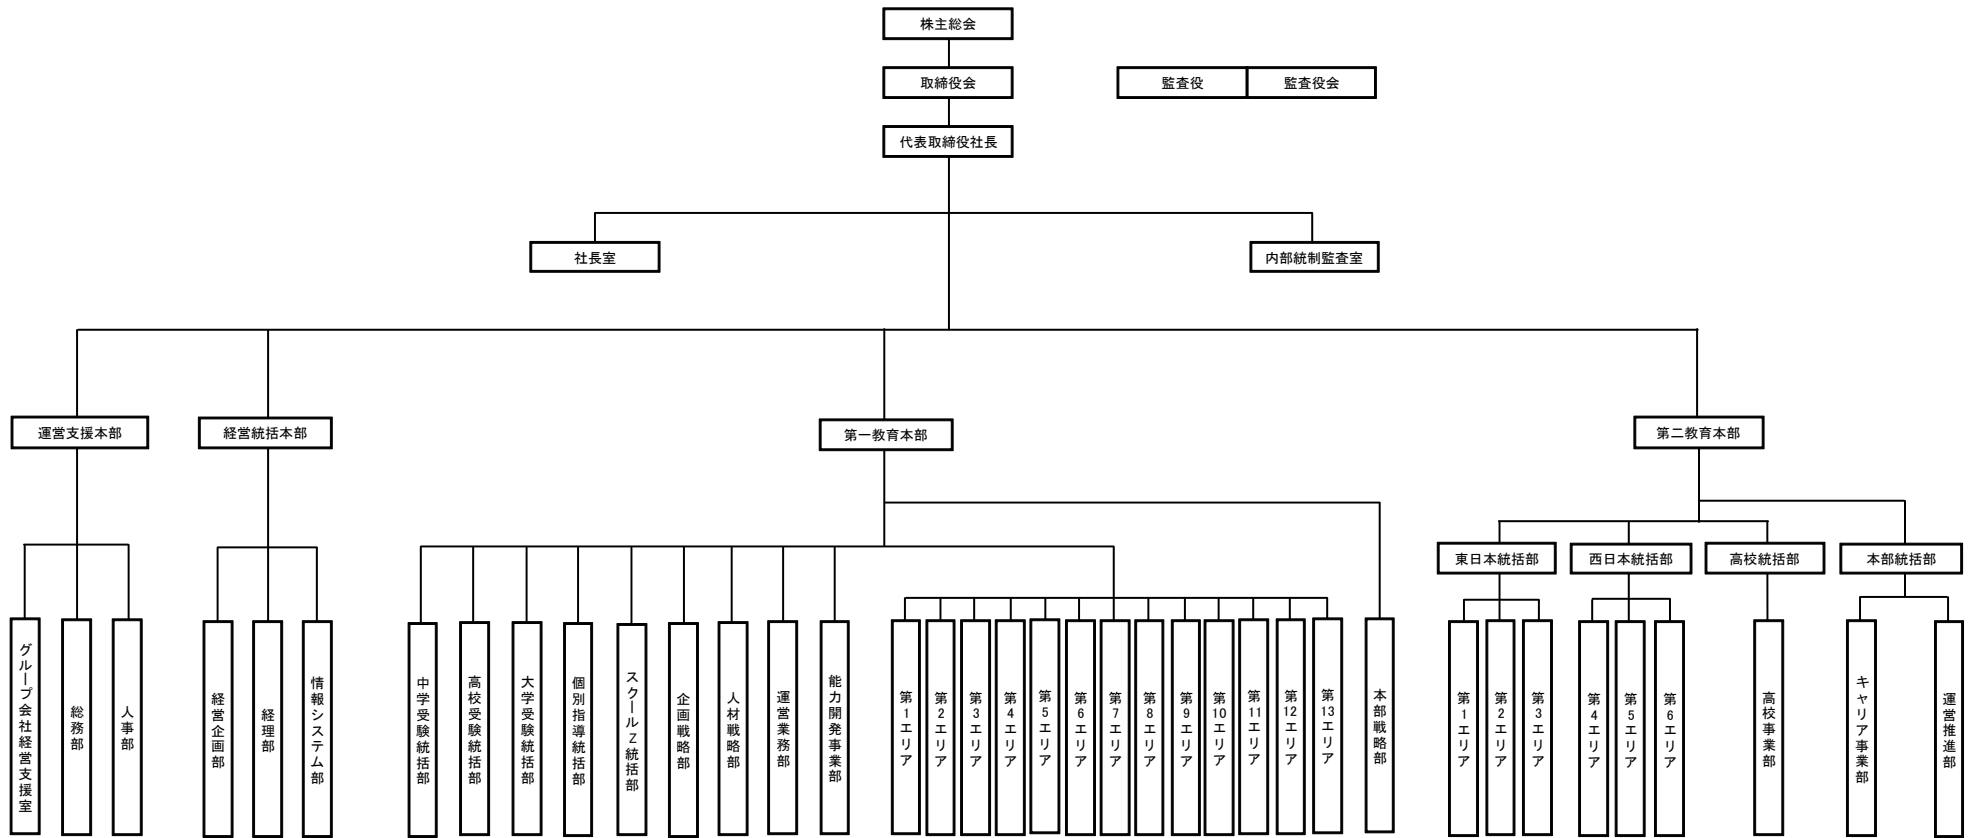 株主総会
取締役会
監査役
監査役会
代表取締役社長
社長室
内部統制監査室
運営支援本部
経営統括本部
第一教育本部
第二教育本部
東日本統括部
西日本統括部
高校統括部
本部統括部
グループ会社経営支援室
総務部
人事部
経営企画部
経理部
情報システム部
中学受験統括部
高校受験統括部
大学受験統括部
個別指導統括部
スクールZ統括部
企画戦略部
人材戦略部
運営業務部
能力開発事業部
第1エリア
第2エリア
第3エリア
第4エリア
第5エリア
第6エリア
第7エリア
第8エリア
第9エリア
第10エリア
第11エリア
第12エリア
第13エリア
本部戦略部
第1エリア
第2エリア
第3エリア
第4エリア
第5エリア
第6エリア
高校事業部
キャリア事業部
運営推進部